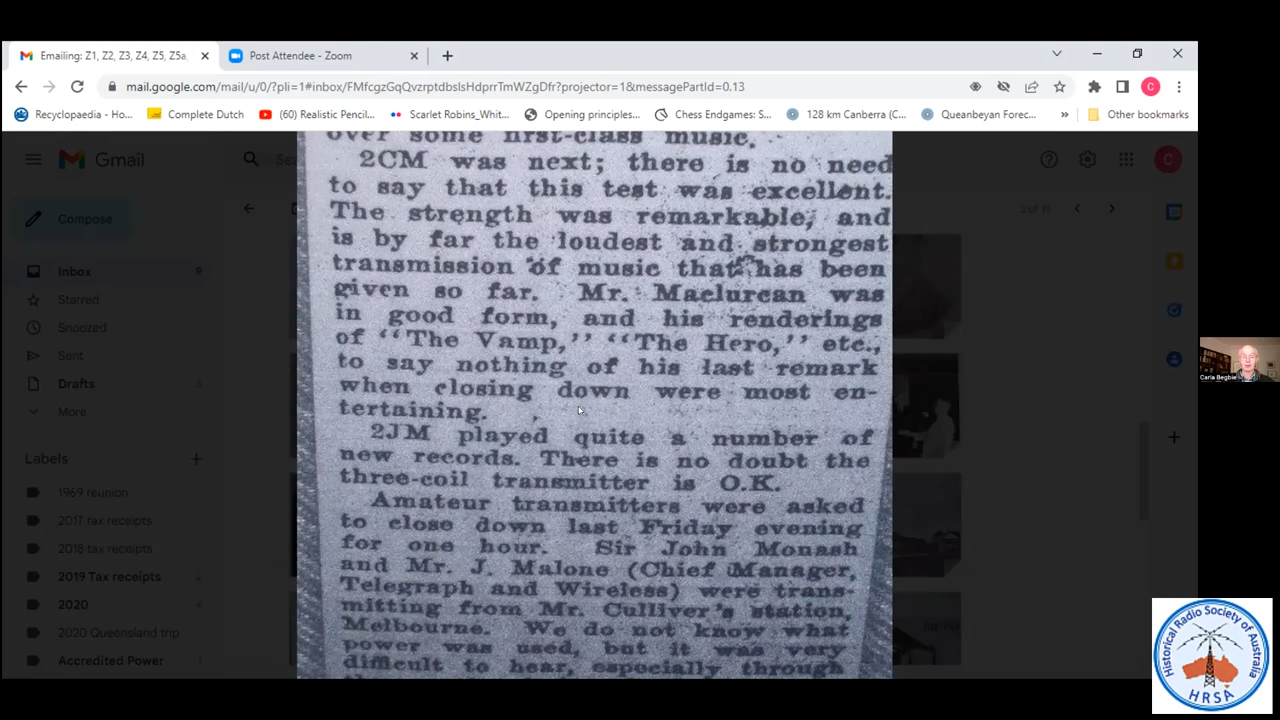 Emailing: Z1, Z2, Z3, Z4, Z5, Z5a,
Post Attendee - Zoom
mail.google.com/mail/u/0/?pli=1#inbox/FMfcgzGqQvzrptdlbtsHdprrTmWZgDfr?projector=1&messagePartId=0.13
Recyclopaedia - Ho...
Complete Dutch
(60) Realistic Pencil...
Scarlet Robins_Whit...
Opening principles:...
Chess Endgames: S...
128 km Canberra (C...
Queanbeyan Forec...
Other bookmarks
Gmail
Compose
Inbox 9
Starred
Snoozed
Sent
Drafts 3
More
Labels
1969 reunion
2017 tax receipts
2018 tax receipts
2019 Tax receipts
2020
2020 Queensland trip
Accredited Power
over some first-class music.
2CM was next; there is no need
to say that this test was excellent.
The strength was remarkable, and
is by far the loudest and strongest
transmission of music that has been
given so far. Mr. Maclurcan was
in good form, and his renderings
of "The Vamp," "The Hero," etc.,
to say nothing of his last remark
when closing down were most en-
tertaining.
2JM played quite a number of
new records. There is no doubt the
three-coil transmitter is O.K.
Amateur transmitters were asked
to close down last Friday evening
for one hour. Sir John Monash
and Mr. J. Malone (Chief Manager,
Telegraph and Wireless) were trans-
mitting from Mr. Culliver's station,
Melbourne. We do not know what
power was used, but it was very
difficult to hear, especially through
C
C
Carla Begbie
Historical Radio Society of Australia
HRSA